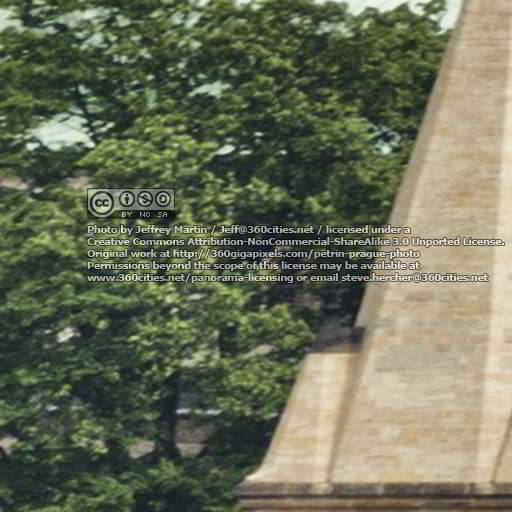 cc
BY NC SA
Photo by Jeffrey Martin / Jeff@360cities.net / licensed under a
Creative Commons Attribution-NonCommercial-ShareAlike 3.0 Unported License.
Original work at http://360gigapixels.com/petrin-prague-photo
Permissions beyond the scope of this license may be available at
www.360cities.net/panorama-licensing or email steve.hercher@360cities.net